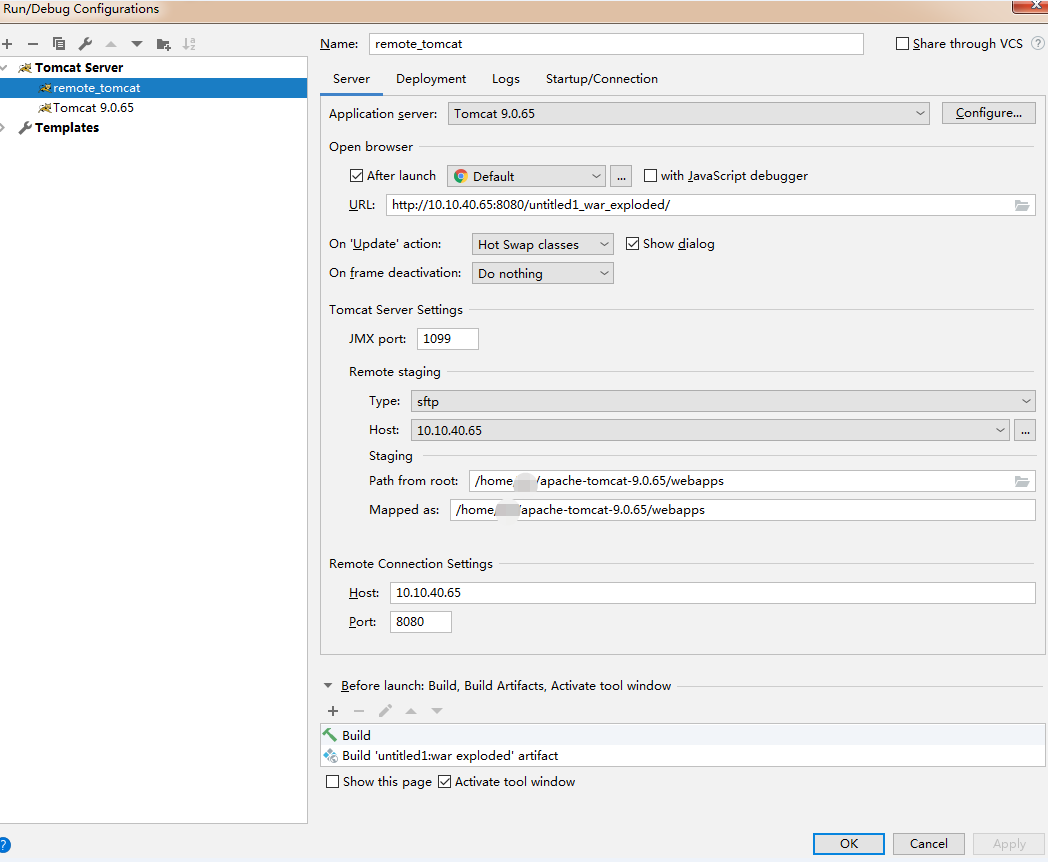 Run/Debug Configurations
Name: remote_tomcat
Share through VCS ?
Tomcat Server
remote_tomcat
Tomcat 9.0.65
Templates
Server Deployment Logs Startup/Connection
Application server: Tomcat 9.0.65 Configure...
Open browser
After launch Default ... with JavaScript debugger
URL: http://10.10.40.65:8080/untitled1_war_exploded/
On 'Update' action: Hot Swap classes Show dialog
On frame deactivation: Do nothing
Tomcat Server Settings
JMX port: 1099
Remote staging
Type: sftp
Host: 10.10.40.65 ...
Staging
Path from root: /home/ /apache-tomcat-9.0.65/webapps
Mapped as: /home/ /apache-tomcat-9.0.65/webapps
Remote Connection Settings
Host: 10.10.40.65
Port: 8080
Before launch: Build, Build Artifacts, Activate tool window
Build
Build 'untitled1:war exploded' artifact
Show this page Activate tool window
? OK Cancel Apply